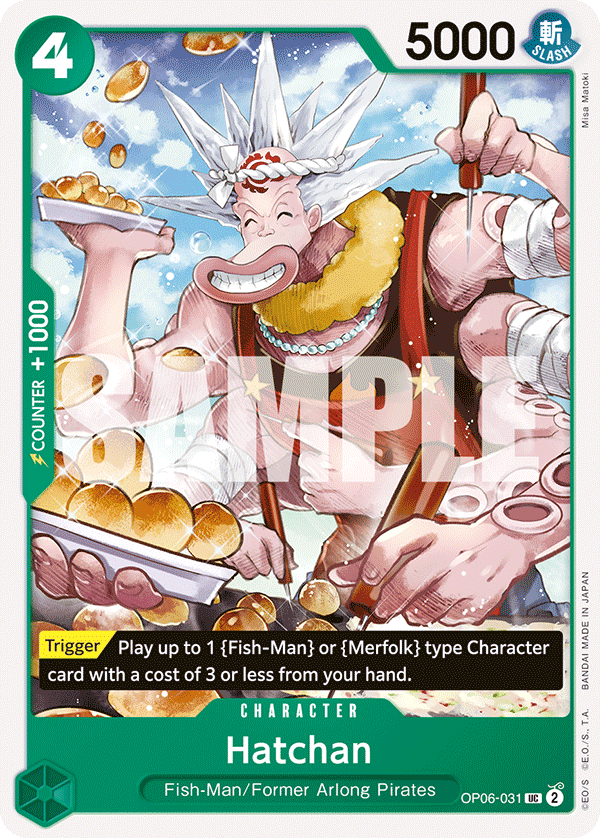 4
5000
斬
SLASH
Misa Matoki
COUNTER +1000
SAMPLE
Trigger Play up to 1 {Fish-Man} or {Merfolk} type Character
card with a cost of 3 or less from your hand.
CHARACTER
Hatchan
Fish-Man/Former Arlong Pirates
OP06-031 UC 2
©EO/S ©E.O./S., T.A. BANDAI MADE IN JAPAN